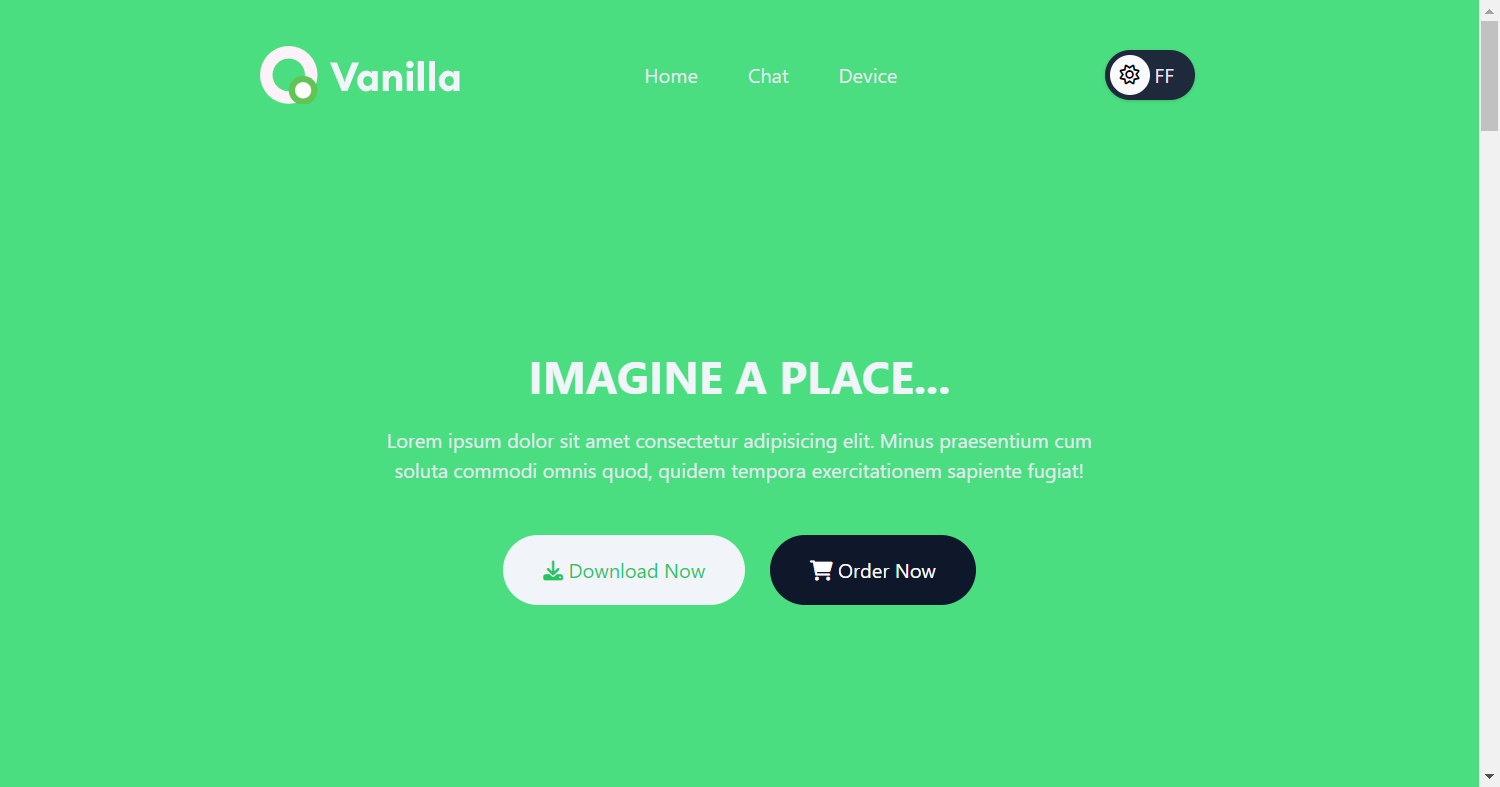 Vanilla
Home
Chat
Device
FF
IMAGINE A PLACE...
Lorem ipsum dolor sit amet consectetur adipisicing elit. Minus praesentium cum
soluta commodi omnis quod, quidem tempora exercitationem sapiente fugiat!
Download Now
Order Now